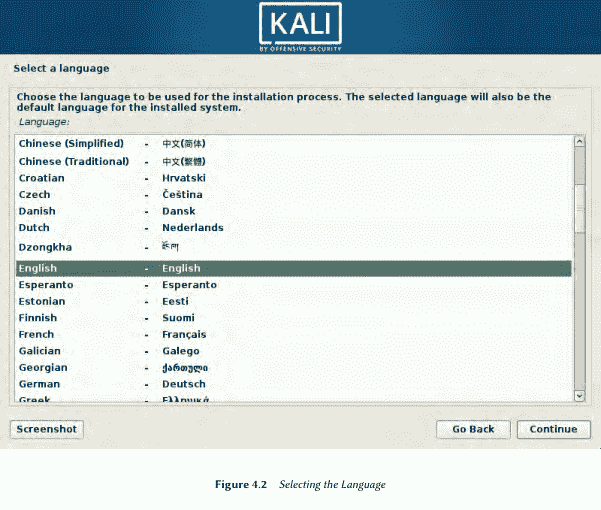 KALI
BY OFFENSIVE SECURITY
Select a language
Choose the language to be used for the installation process. The selected language will also be the
default language for the installed system.
Language:
Chinese (Simplified) - 中文(简体)
Chinese (Traditional) - 中文(繁體)
Croatian - Hrvatski
Czech - Čeština
Danish - Dansk
Dutch - Nederlands
Dzongkha - རྫོང་ཁ
English - English
Esperanto - Esperanto
Estonian - Eesti
Finnish - Suomi
French - Français
Galician - Galego
Georgian - ქართული
German - Deutsch
Greek - Ελληνικά
Screenshot
Go Back
Continue
Figure 4.2 Selecting the Language